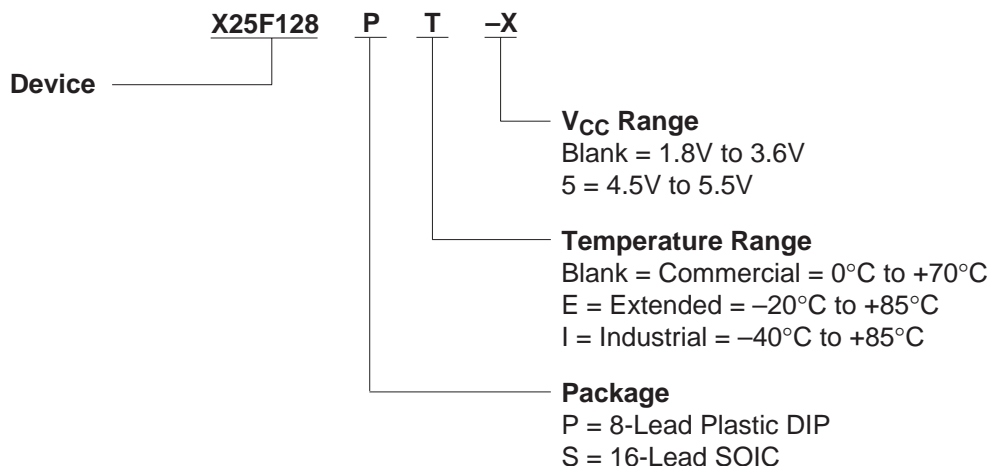 X25F128 P T –X
Device
VCC Range
Blank = 1.8V to 3.6V
5 = 4.5V to 5.5V
Temperature Range
Blank = Commercial = 0°C to +70°C
E = Extended = –20°C to +85°C
I = Industrial = –40°C to +85°C
Package
P = 8-Lead Plastic DIP
S = 16-Lead SOIC